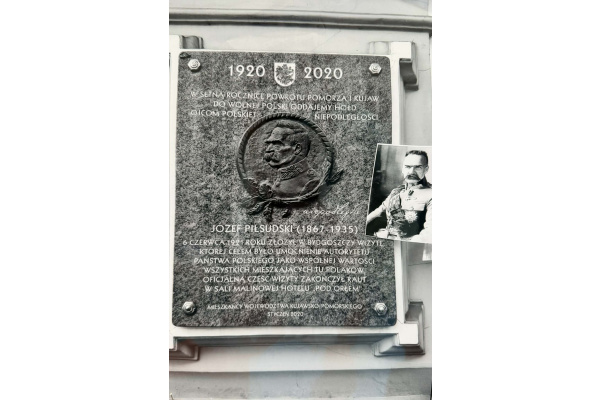 1920 2020
W SETNĄ ROCZNICĘ POWROTU POMORZA I KUJAW
DO WOLNEJ POLSKI ODDAJEMY HOŁD
OJCOM POLSKIEJ NIEPODLEGŁOŚCI
JÓZEF PIŁSUDSKI (1867-1935)
6 CZERWCA 1921 ROKU ZŁOŻYŁ W BYDGOSZCZY WIZYTĘ,
KTÓREJ CELEM BYŁO UMOCNIENIE AUTORYTETU
PAŃSTWA POLSKIEGO JAKO WSPÓLNEJ WARTOŚCI
WSZYSTKICH MIESZKAJĄCYCH TU POLAKÓW.
OFICJALNĄ CZĘŚĆ WIZYTY ZAKOŃCZYŁ RAUT
W SALI MALINOWEJ HOTELU „POD ORŁEM”
MIESZKAŃCY WOJEWÓDZTWA KUJAWSKO-POMORSKIEGO
STYCZEŃ 2020